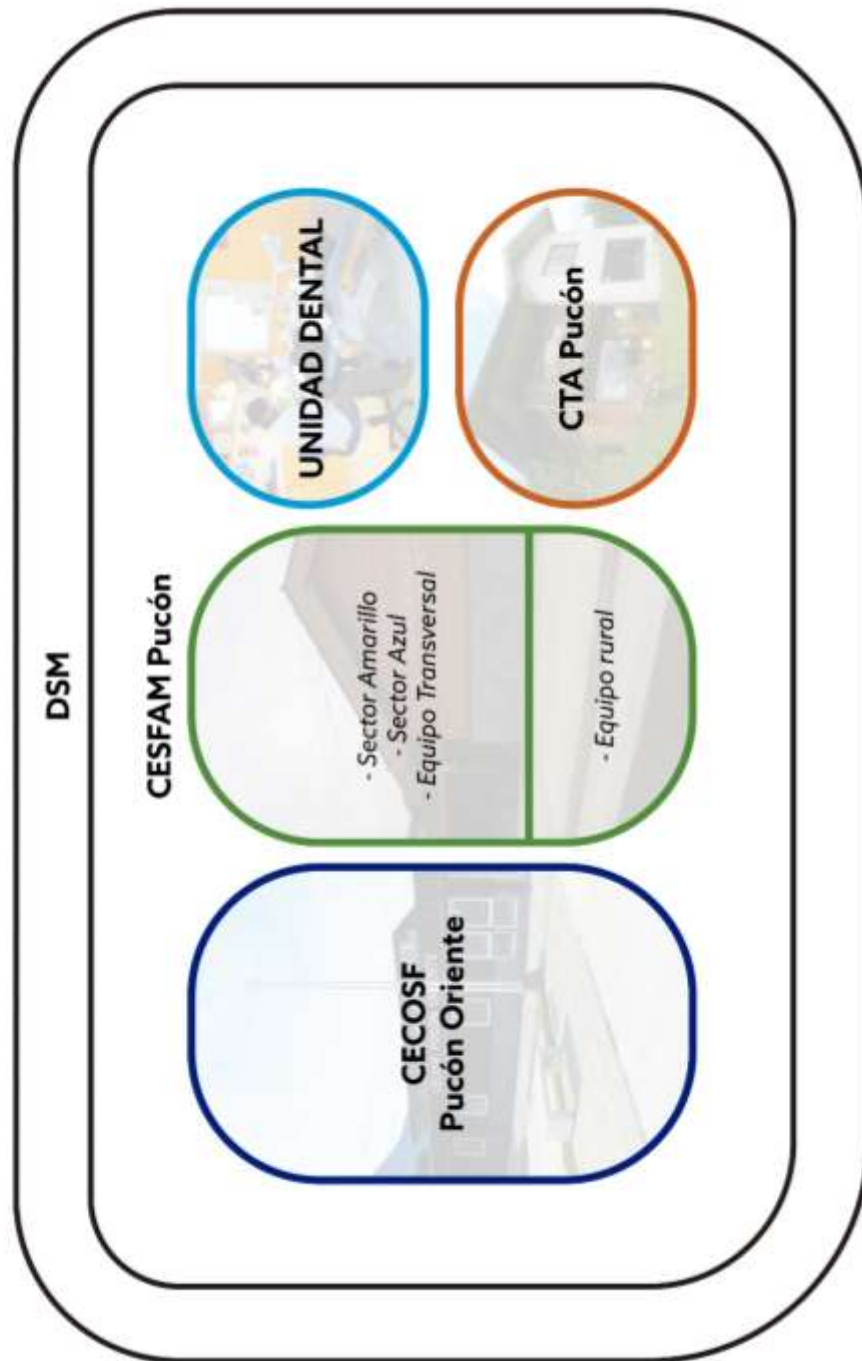 DSM
CESFAM Pucón
CECOSF
Pucón Oriente
- Sector Amarillo
- Sector Azul
- Equipo Transversal
- Equipo rural
UNIDAD DENTAL
CTA Pucón